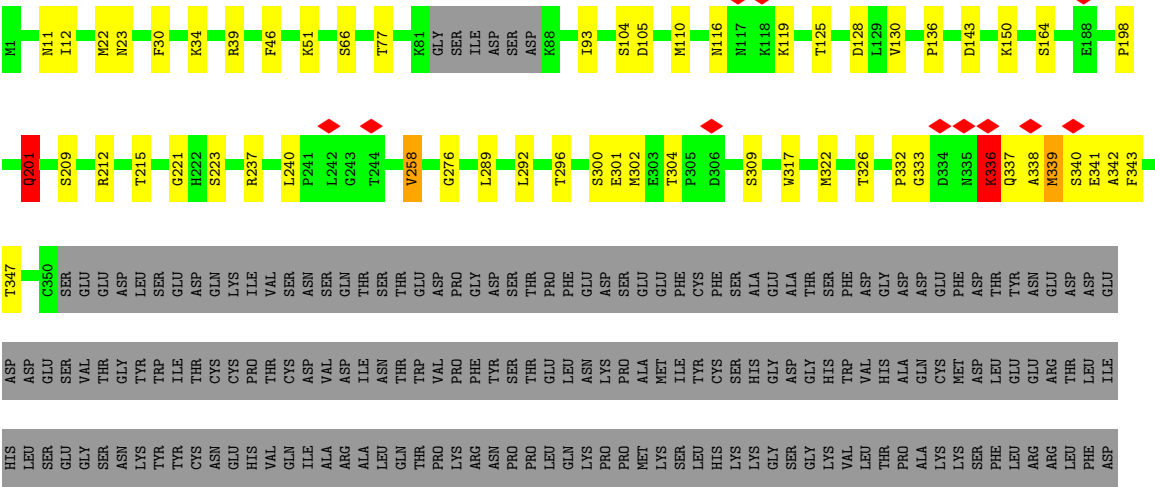 M1 N11 I12 M22 N23 F30 K34 R39 F46 K51 S66 T77 K81 GLY SER ILE ASP SER ASP K88 I93 S104 D105 M110 N116 N117 K118 K119 T125 D128 L129 V130 P136 D143 K150 S164 E188 P198
Q201 S209 R212 T215 G221 H222 S223 R237 L240 P241 L242 G243 T244 V258 G276 L289 L292 T296 S300 E301 M302 E303 T304 P305 D306 S309 W317 M322 T326 P332 G333 D334 N335 K336 Q337 A338 M339 S340 E341 A342 F343
T347 C350 SER GLU GLU ASP LEU SER GLU ASP GLN LYS ILE VAL SER ASN SER GLN THR SER THR GLU ASP PRO GLY ASP SER THR PRO PHE GLU ASP SER GLU GLU PHE CYS PHE SER ALA GLU ALA THR SER PHE ASP GLY ASP ASP GLU PHE ASP THR TYR ASN GLU ASP ASP GLU
ASP ASP GLU SER VAL THR GLY TYR TRP ILE THR CYS CYS PRO THR CYS ASP VAL ASP ILE ASN THR TRP VAL PRO PHE TYR SER THR GLU LEU ASN LYS PRO ALA MET ILE TYR CYS SER HIS GLY ASP GLY HIS TRP VAL HIS ALA GLN CYS MET ASP LEU GLU GLU ARG THR LEU ILE
HIS LEU SER GLU GLY SER ASN LYS TYR TYR CYS ASN GLU HIS VAL GLN ILE ALA ARG ALA LEU GLN THR PRO LYS ARG ASN PRO PRO LEU GLN LYS PRO PRO MET LYS SER LEU HIS LYS LYS GLY SER GLY LYS VAL LEU THR PRO ALA LYS LYS SER PHE LEU ARG ARG LEU PHE ASP